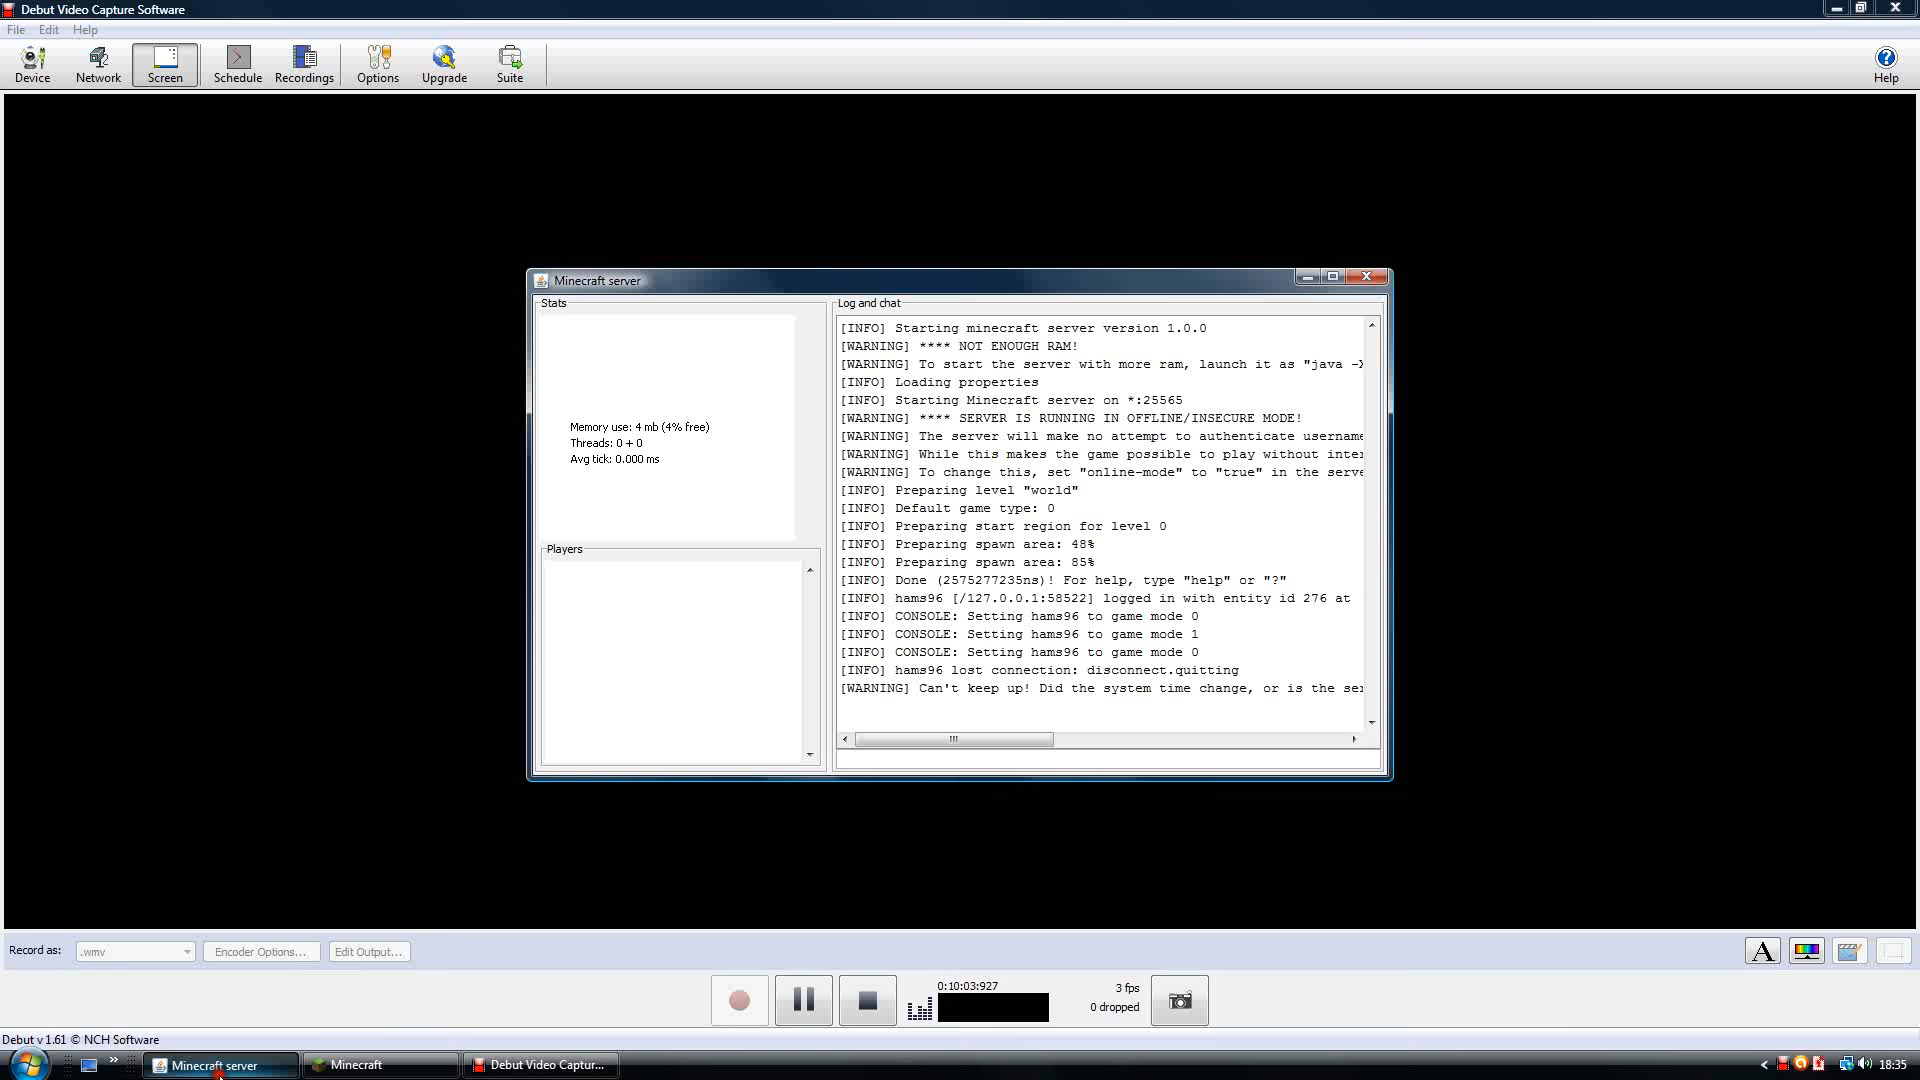 Debut Video Capture Software
File Edit Help
Device Network Screen Schedule Recordings Options Upgrade Suite Help
Minecraft server
Stats
Memory use: 4 mb (4% free)
Threads: 0 + 0
Avg tick: 0.000 ms
Players
Log and chat
[INFO] Starting minecraft server version 1.0.0
[WARNING] **** NOT ENOUGH RAM!
[WARNING] To start the server with more ram, launch it as "java -X
[INFO] Loading properties
[INFO] Starting Minecraft server on *:25565
[WARNING] **** SERVER IS RUNNING IN OFFLINE/INSECURE MODE!
[WARNING] The server will make no attempt to authenticate username
[WARNING] While this makes the game possible to play without inter
[WARNING] To change this, set "online-mode" to "true" in the serve
[INFO] Preparing level "world"
[INFO] Default game type: 0
[INFO] Preparing start region for level 0
[INFO] Preparing spawn area: 48%
[INFO] Preparing spawn area: 85%
[INFO] Done (2575277235ns)! For help, type "help" or "?"
[INFO] hams96 [/127.0.0.1:58522] logged in with entity id 276 at
[INFO] CONSOLE: Setting hams96 to game mode 0
[INFO] CONSOLE: Setting hams96 to game mode 1
[INFO] CONSOLE: Setting hams96 to game mode 0
[INFO] hams96 lost connection: disconnect.quitting
[WARNING] Can't keep up! Did the system time change, or is the ser
Record as: .wmv Encoder Options... Edit Output... A
0:10:03:927 3 fps
0 dropped
Debut v 1.61 © NCH Software
Minecraft server Minecraft Debut Video Captur... 18:35